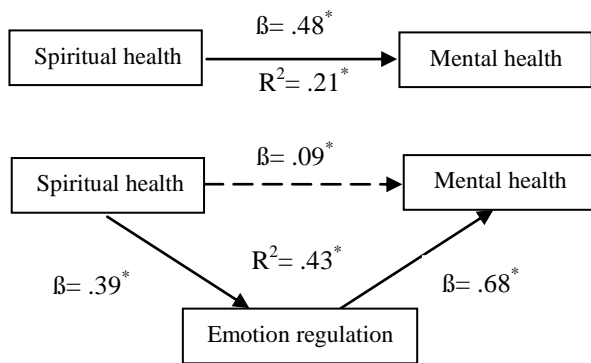 ß= .48*
Spiritual health
Mental health
R²= .21*
ß= .09*
Spiritual health
Mental health
R²= .43*
ß= .39*
ß= .68*
Emotion regulation